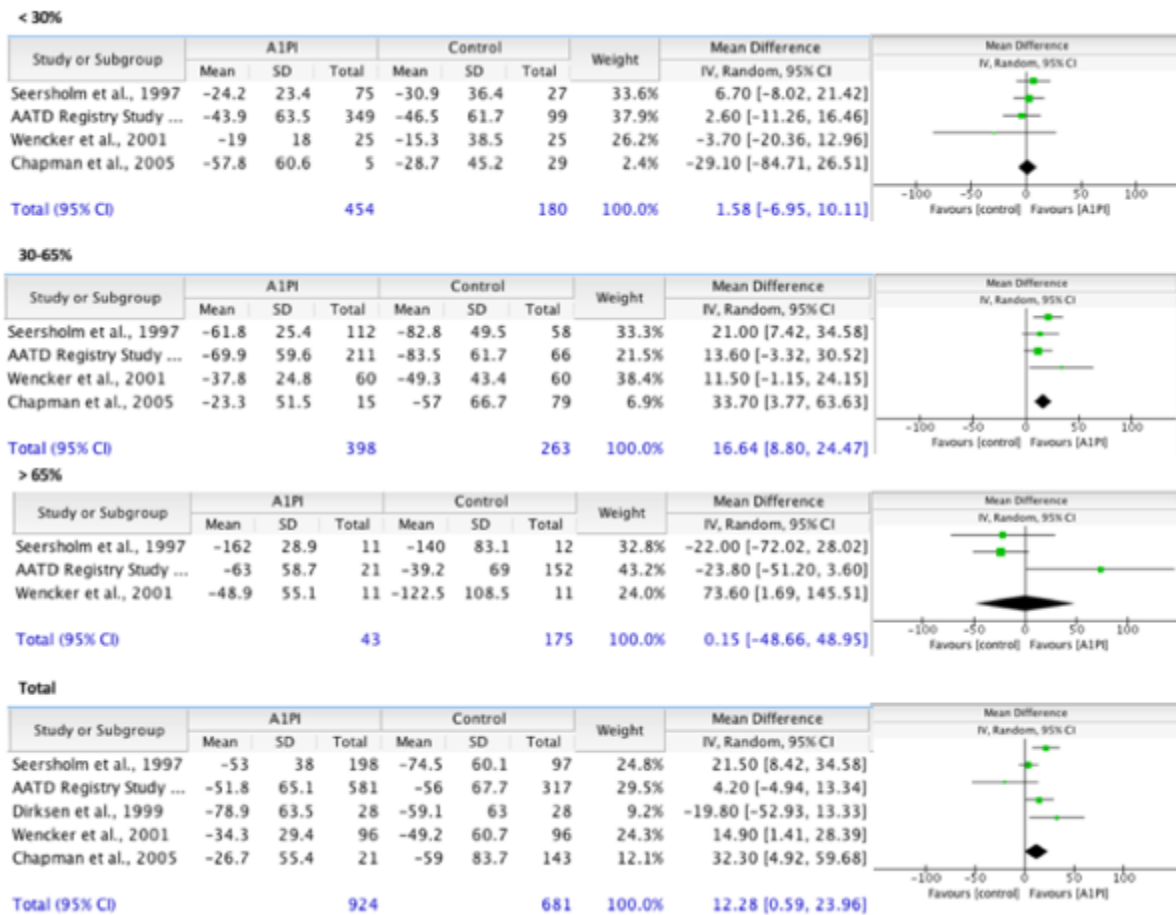 < 30%
Study or Subgroup A1PI Control Weight Mean Difference Mean Difference
Mean SD Total Mean SD Total IV, Random, 95% CI IV, Random, 95% CI
Seersholm et al., 1997 -24.2 23.4 75 -30.9 36.4 27 33.6% 6.70 [-8.02, 21.42]
AATD Registry Study ... -43.9 63.5 349 -46.5 61.7 99 37.9% 2.60 [-11.26, 16.46]
Wencker et al., 2001 -19 18 25 -15.3 38.5 25 26.2% -3.70 [-20.36, 12.96]
Chapman et al., 2005 -57.8 60.6 5 -28.7 45.2 29 2.4% -29.10 [-84.71, 26.51]
-100 -50 0 50 100
Total (95% CI) 454 180 100.0% 1.58 [-6.95, 10.11] Favours [control] Favours [A1PI]
30-65%
Study or Subgroup A1PI Control Weight Mean Difference Mean Difference
Mean SD Total Mean SD Total IV, Random, 95% CI IV, Random, 95% CI
Seersholm et al., 1997 -61.8 25.4 112 -82.8 49.5 58 33.3% 21.00 [7.42, 34.58]
AATD Registry Study ... -69.9 59.6 211 -83.5 61.7 66 21.5% 13.60 [-3.32, 30.52]
Wencker et al., 2001 -37.8 24.8 60 -49.3 43.4 60 38.4% 11.50 [-1.15, 24.15]
Chapman et al., 2005 -23.3 51.5 15 -57 66.7 79 6.9% 33.70 [3.77, 63.63]
-100 -50 0 50 100
Total (95% CI) 398 263 100.0% 16.64 [8.80, 24.47] Favours [control] Favours [A1PI]
> 65%
Study or Subgroup A1PI Control Weight Mean Difference Mean Difference
Mean SD Total Mean SD Total IV, Random, 95% CI IV, Random, 95% CI
Seersholm et al., 1997 -162 28.9 11 -140 83.1 12 32.8% -22.00 [-72.02, 28.02]
AATD Registry Study ... -63 58.7 21 -39.2 69 152 43.2% -23.80 [-51.20, 3.60]
Wencker et al., 2001 -48.9 55.1 11 -122.5 108.5 11 24.0% 73.60 [1.69, 145.51]
-100 -50 0 50 100
Total (95% CI) 43 175 100.0% 0.15 [-48.66, 48.95] Favours [control] Favours [A1PI]
Total
Study or Subgroup A1PI Control Weight Mean Difference Mean Difference
Mean SD Total Mean SD Total IV, Random, 95% CI IV, Random, 95% CI
Seersholm et al., 1997 -53 38 198 -74.5 60.1 97 24.8% 21.50 [8.42, 34.58]
AATD Registry Study ... -51.8 65.1 581 -56 67.7 317 29.5% 4.20 [-4.94, 13.34]
Dirksen et al., 1999 -78.9 63.5 28 -59.1 63 28 9.2% -19.80 [-52.93, 13.33]
Wencker et al., 2001 -34.3 29.4 96 -49.2 60.7 96 24.3% 14.90 [1.41, 28.39]
Chapman et al., 2005 -26.7 55.4 21 -59 83.7 143 12.1% 32.30 [4.92, 59.68]
-100 -50 0 50 100
Total (95% CI) 924 681 100.0% 12.28 [0.59, 23.96] Favours [control] Favours [A1PI]